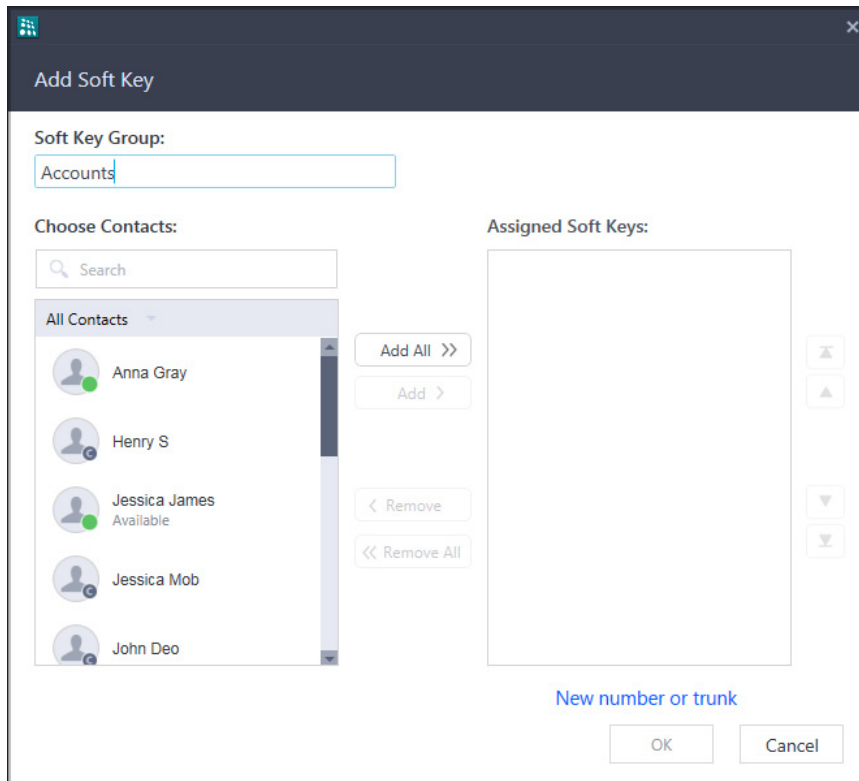 Add Soft Key
Soft Key Group:
Accounts
Choose Contacts:
Assigned Soft Keys:
Search
All Contacts
Anna Gray
Henry S
Jessica James
Available
Jessica Mob
John Deo
Add All >>
Add >
< Remove
<< Remove All
C
C
C
New number or trunk
OK
Cancel